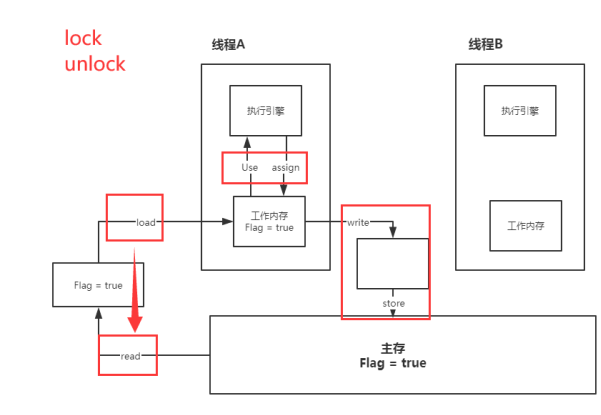 lock
unlock
线程A
线程B
执行引擎
执行引擎
Use
assign
load
工作内存
Flag = true
write
工作内存
Flag = true
store
主存
Flag = true
read